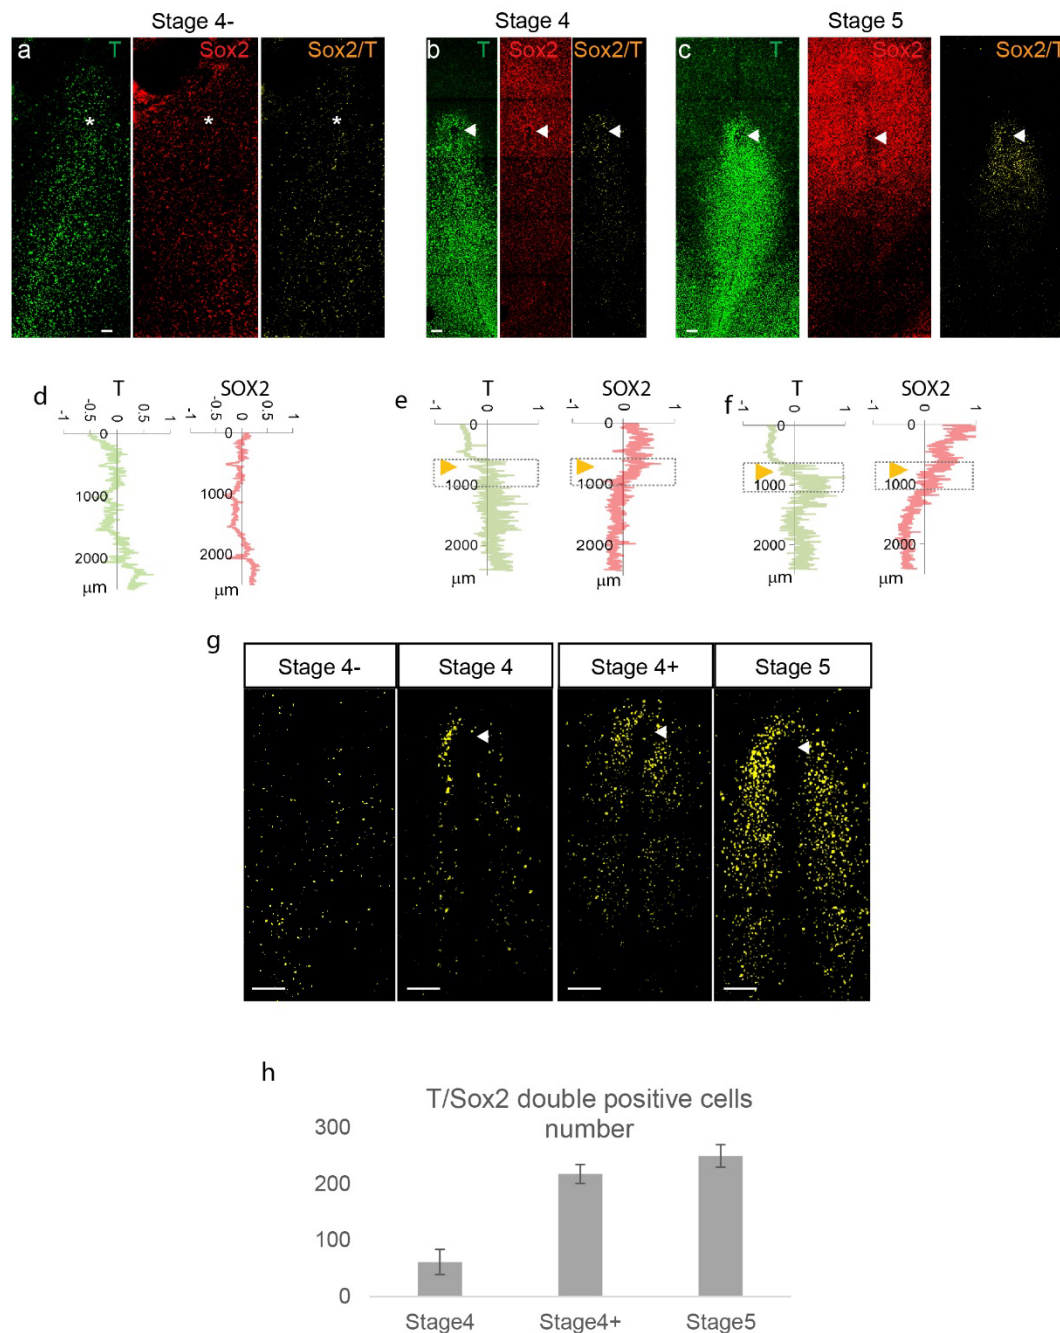 Stage 4-
Stage 4
Stage 5
a
T
Sox2
Sox2/T
b
T
Sox2
Sox2/T
c
T
Sox2
Sox2/T
d
T
SOX2
-1
-0.5
0
0.5
1
-1
-0.5
0
0.5
1
0
1000
2000
μm
0
1000
2000
μm
e
T
SOX2
-1
0
1
-1
0
1
0
1000
2000
μm
0
1000
2000
μm
f
T
SOX2
-1
0
1
-1
0
1
0
1000
2000
μm
0
1000
2000
μm
g
Stage 4-
Stage 4
Stage 4+
Stage 5
h
T/Sox2 double positive cells
number
300
200
100
0
Stage4
Stage4+
Stage5